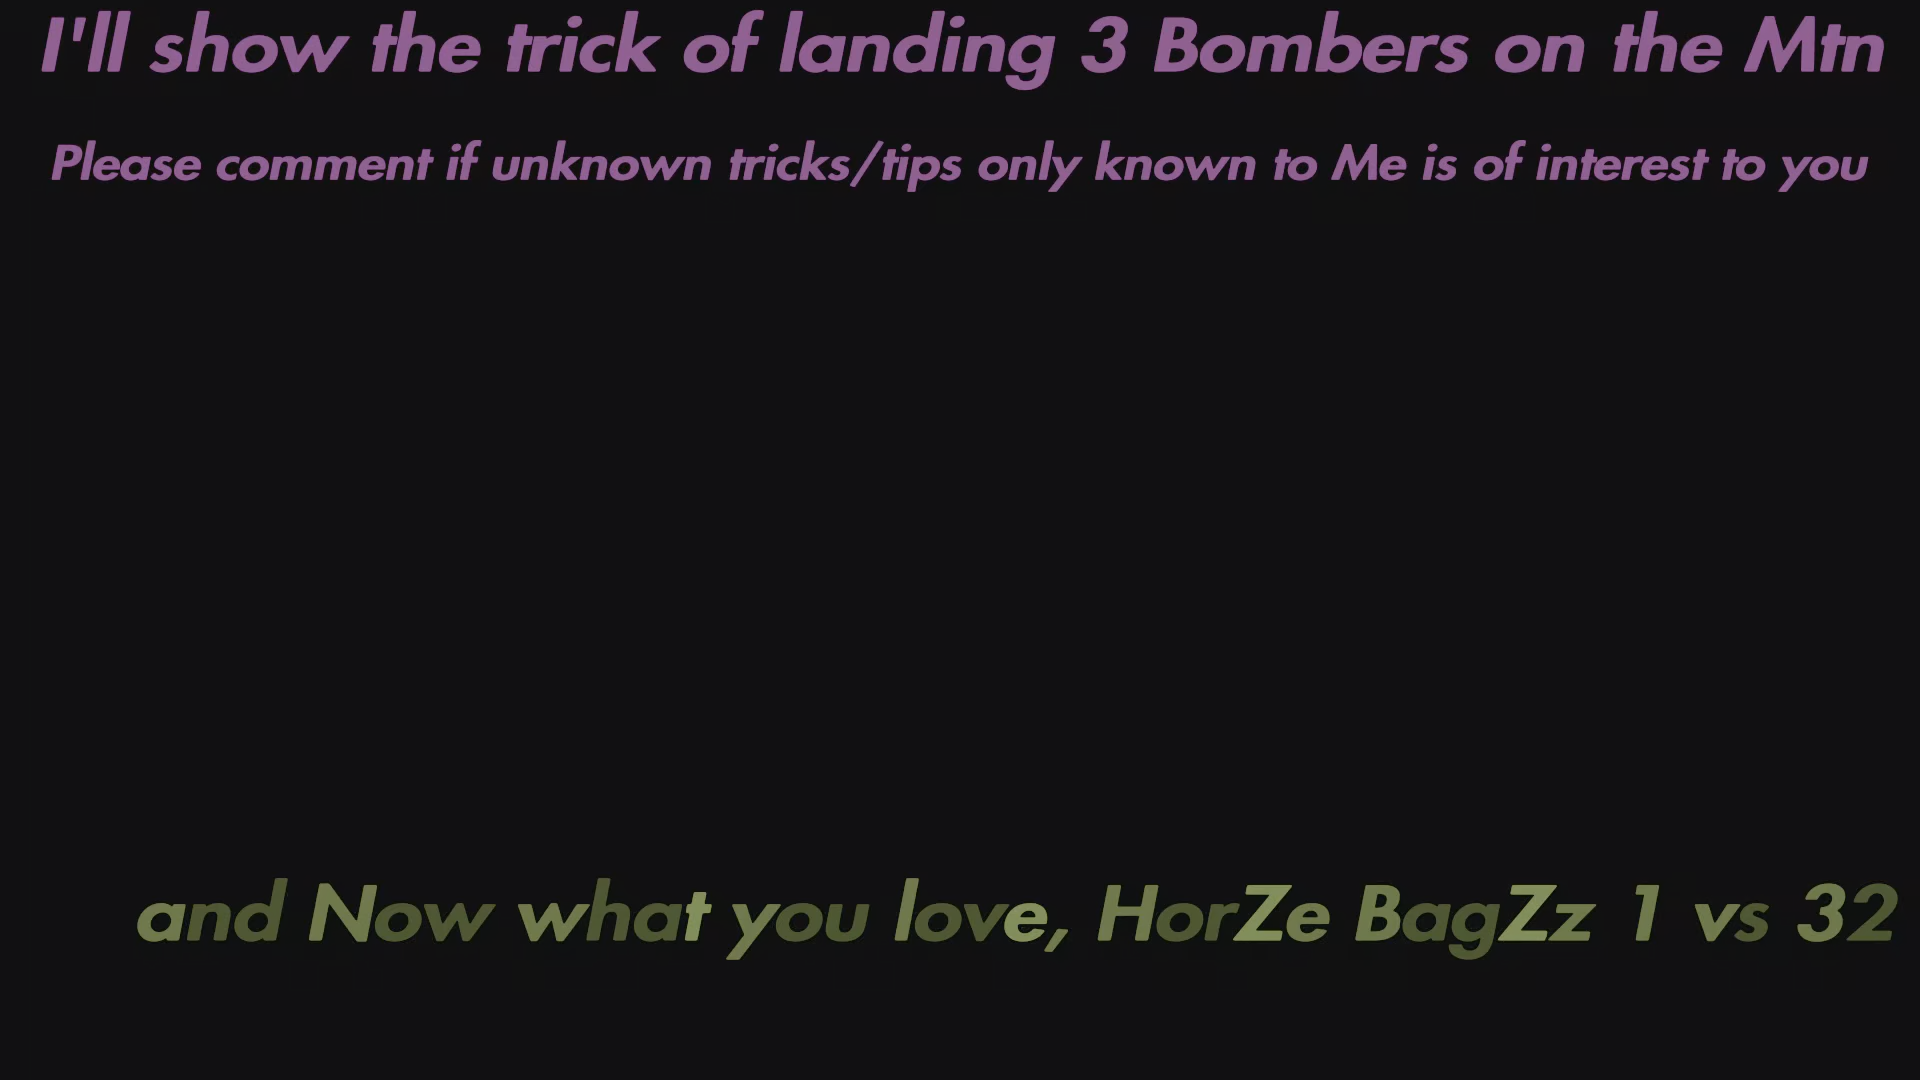 I'll show the trick of landing 3 Bombers on the Mtn
Please comment if unknown tricks/tips only known to Me is of interest to you
and Now what you love, HorZe BagZz 1 vs 32